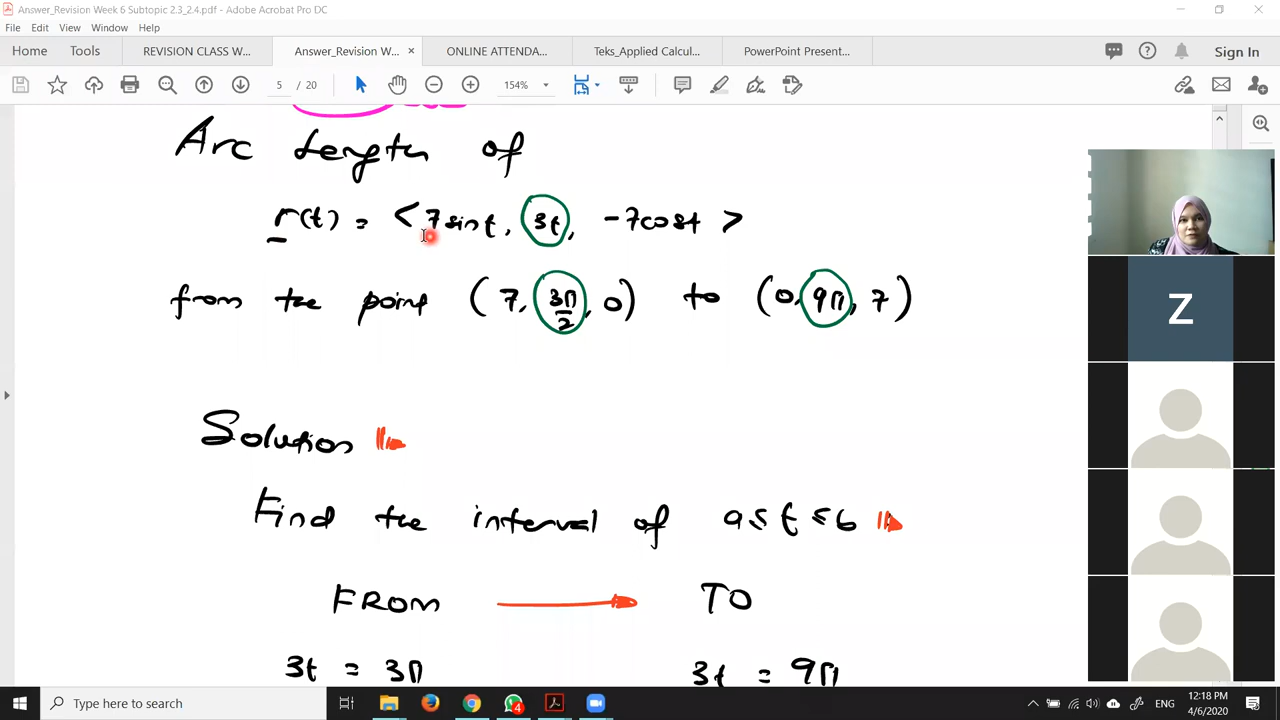 Answer_Revision Week 6 Subtopic 2.3_2.4.pdf - Adobe Acrobat Pro DC
File Edit View Window Help
Home Tools REVISION CLASS W... Answer_Revision W... × ONLINE ATTENDA... Teks_Applied Calcul... PowerPoint Present... Sign In
5 / 20 154%
Arc Length of
r(t) = < 7sint, 3t, -7cost >
from the point (7, 3π/2, 0) to (0, 9π, 7)
Z
Solution
Find the interval of a ≤ t ≤ b
FROM TO
3t = 3π 3t = 9π
Type here to search
4
ENG
12:18 PM
4/6/2020